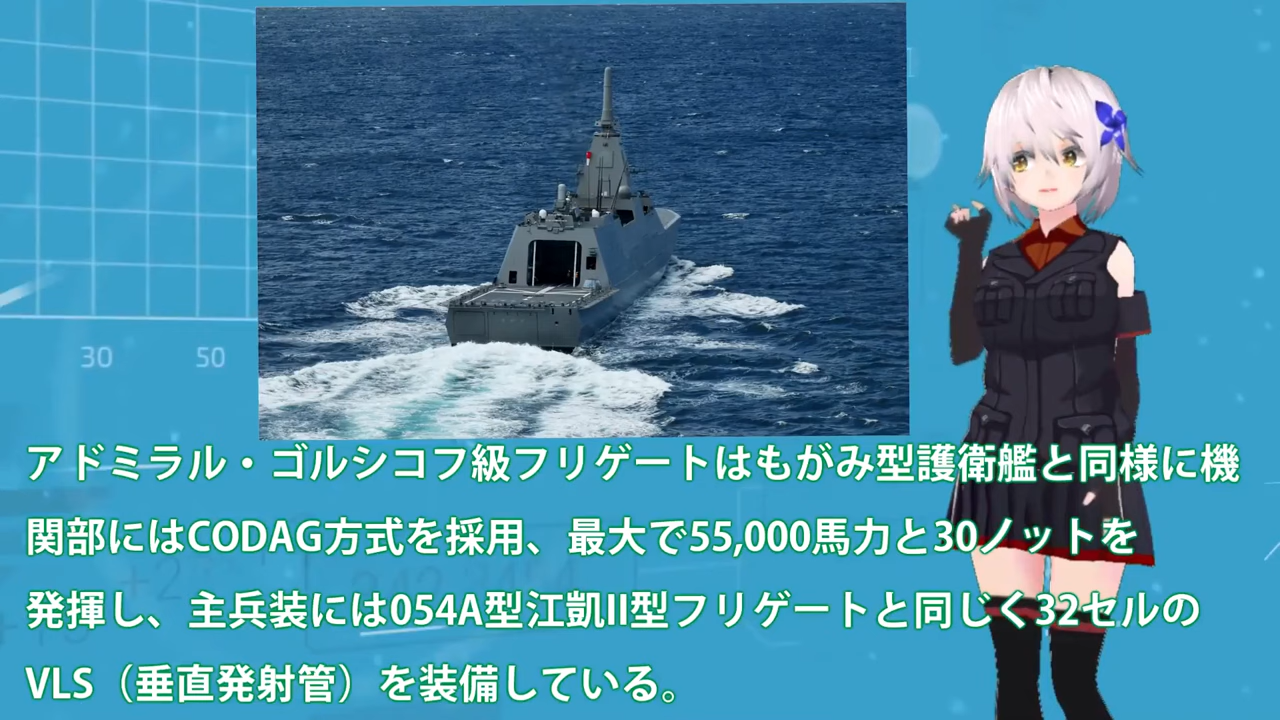 30 50
アドミラル・ゴルシコフ級フリゲートはもがみ型護衛艦と同様に機
関部にはCODAG方式を採用、最大で55,000馬力と30ノットを
発揮し、主兵装には054A型江凱II型フリゲートと同じく32セルの
VLS（垂直発射管）を装備している。